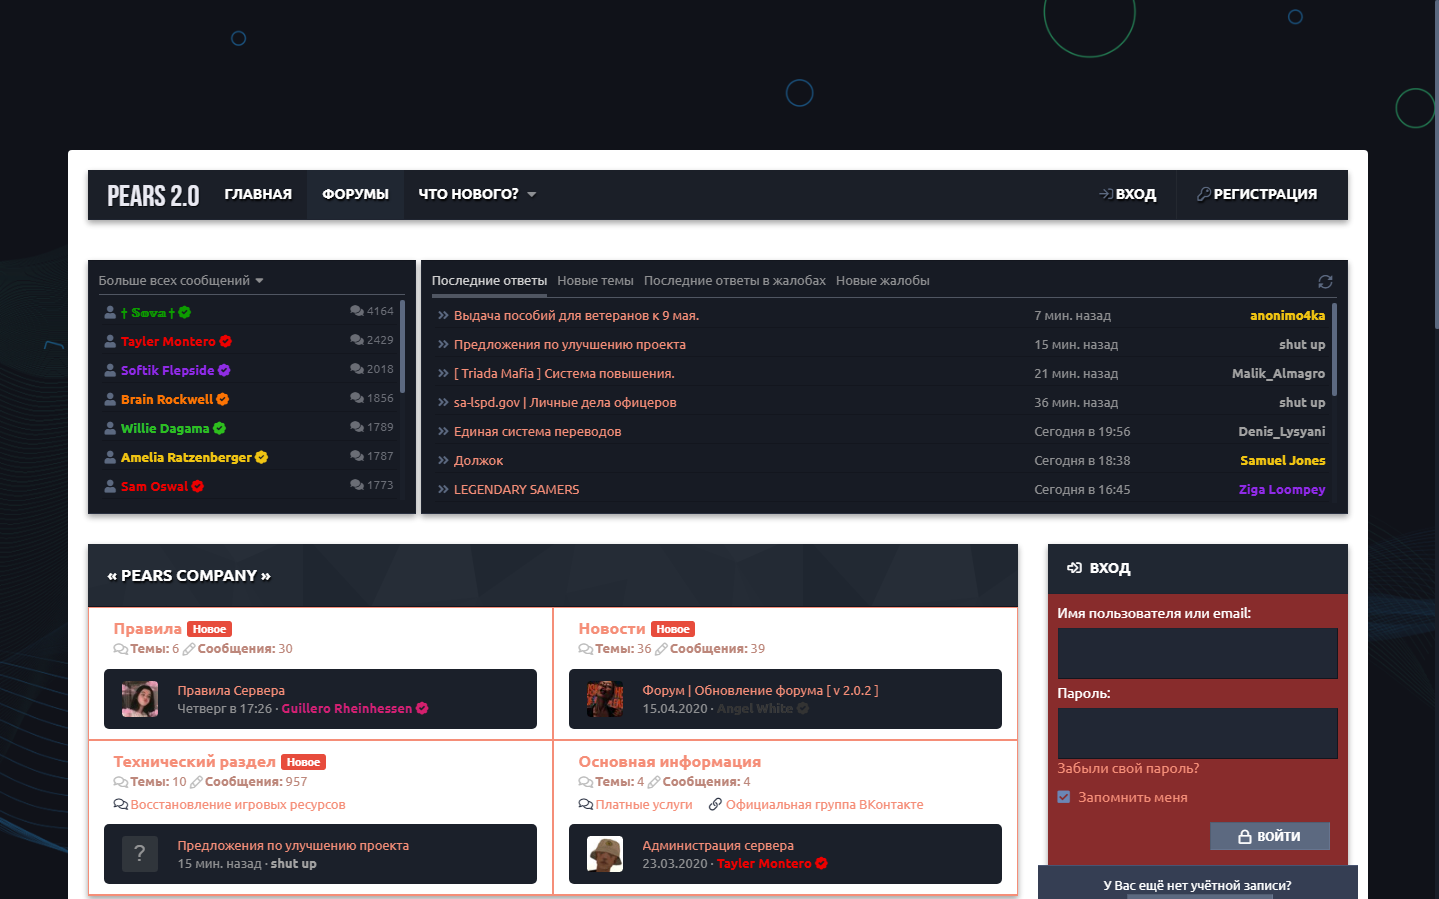 PEARS 2.0 ГЛАВНАЯ ФОРУМЫ ЧТО НОВОГО? ВХОД РЕГИСТРАЦИЯ
Больше всех сообщений
† 𝕊𝕠𝕧𝕒 † 4164
Tayler Montero 2429
Softik Flepside 2018
Brain Rockwell 1856
Willie Dagama 1789
Amelia Ratzenberger 1787
Sam Oswal 1773
Последние ответы Новые темы Последние ответы в жалобах Новые жалобы
Выдача пособий для ветеранов к 9 мая. 7 мин. назад anonimo4ka
Предложения по улучшению проекта 15 мин. назад shut up
[ Triada Mafia ] Система повышения. 21 мин. назад Malik_Almagro
sa-lspd.gov | Личные дела офицеров 36 мин. назад shut up
Единая система переводов Сегодня в 19:56 Denis_Lysyani
Должок Сегодня в 18:38 Samuel Jones
LEGENDARY SAMERS Сегодня в 16:45 Ziga Loompey
« PEARS COMPANY »
Правила Новое
Темы: 6 Сообщения: 30
Правила Сервера
Четверг в 17:26 · Guillero Rheinhessen
Новости Новое
Темы: 36 Сообщения: 39
Форум | Обновление форума [ v 2.0.2 ]
15.04.2020 · Angel White
Технический раздел Новое
Темы: 10 Сообщения: 957
Восстановление игровых ресурсов
?
Предложения по улучшению проекта
15 мин. назад · shut up
Основная информация
Темы: 4 Сообщения: 4
Платные услуги Официальная группа ВКонтакте
Администрация сервера
23.03.2020 · Tayler Montero
ВХОД
Имя пользователя или email:
Пароль:
Забыли свой пароль?
Запомнить меня
ВОЙТИ
У Вас ещё нет учётной записи?